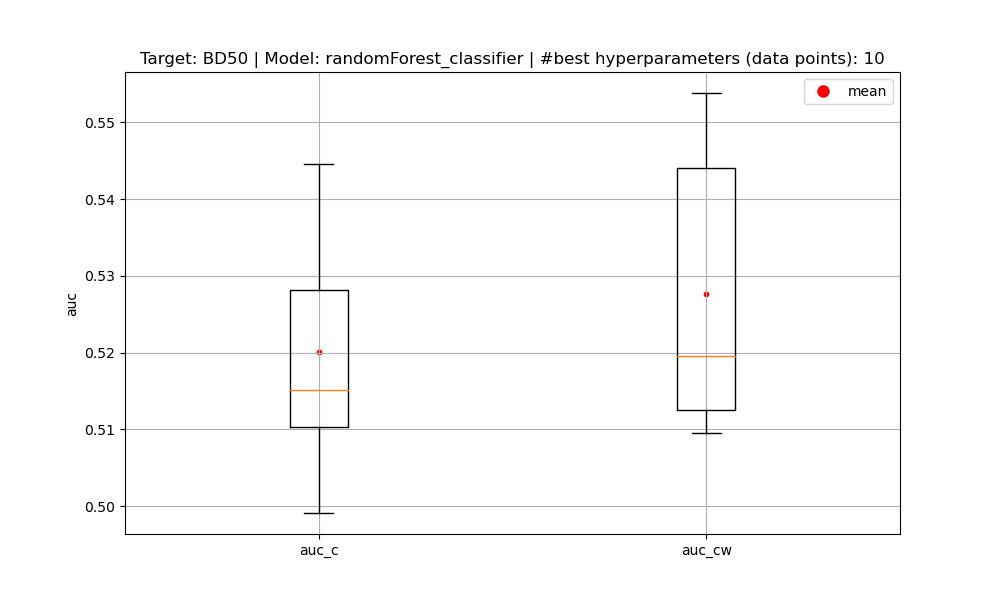 Target: BD50 | Model: randomForest_classifier | #best hyperparameters (data points): 10
mean
0.55
0.54
0.53
0.52
0.51
0.50
auc
auc_c
auc_cw